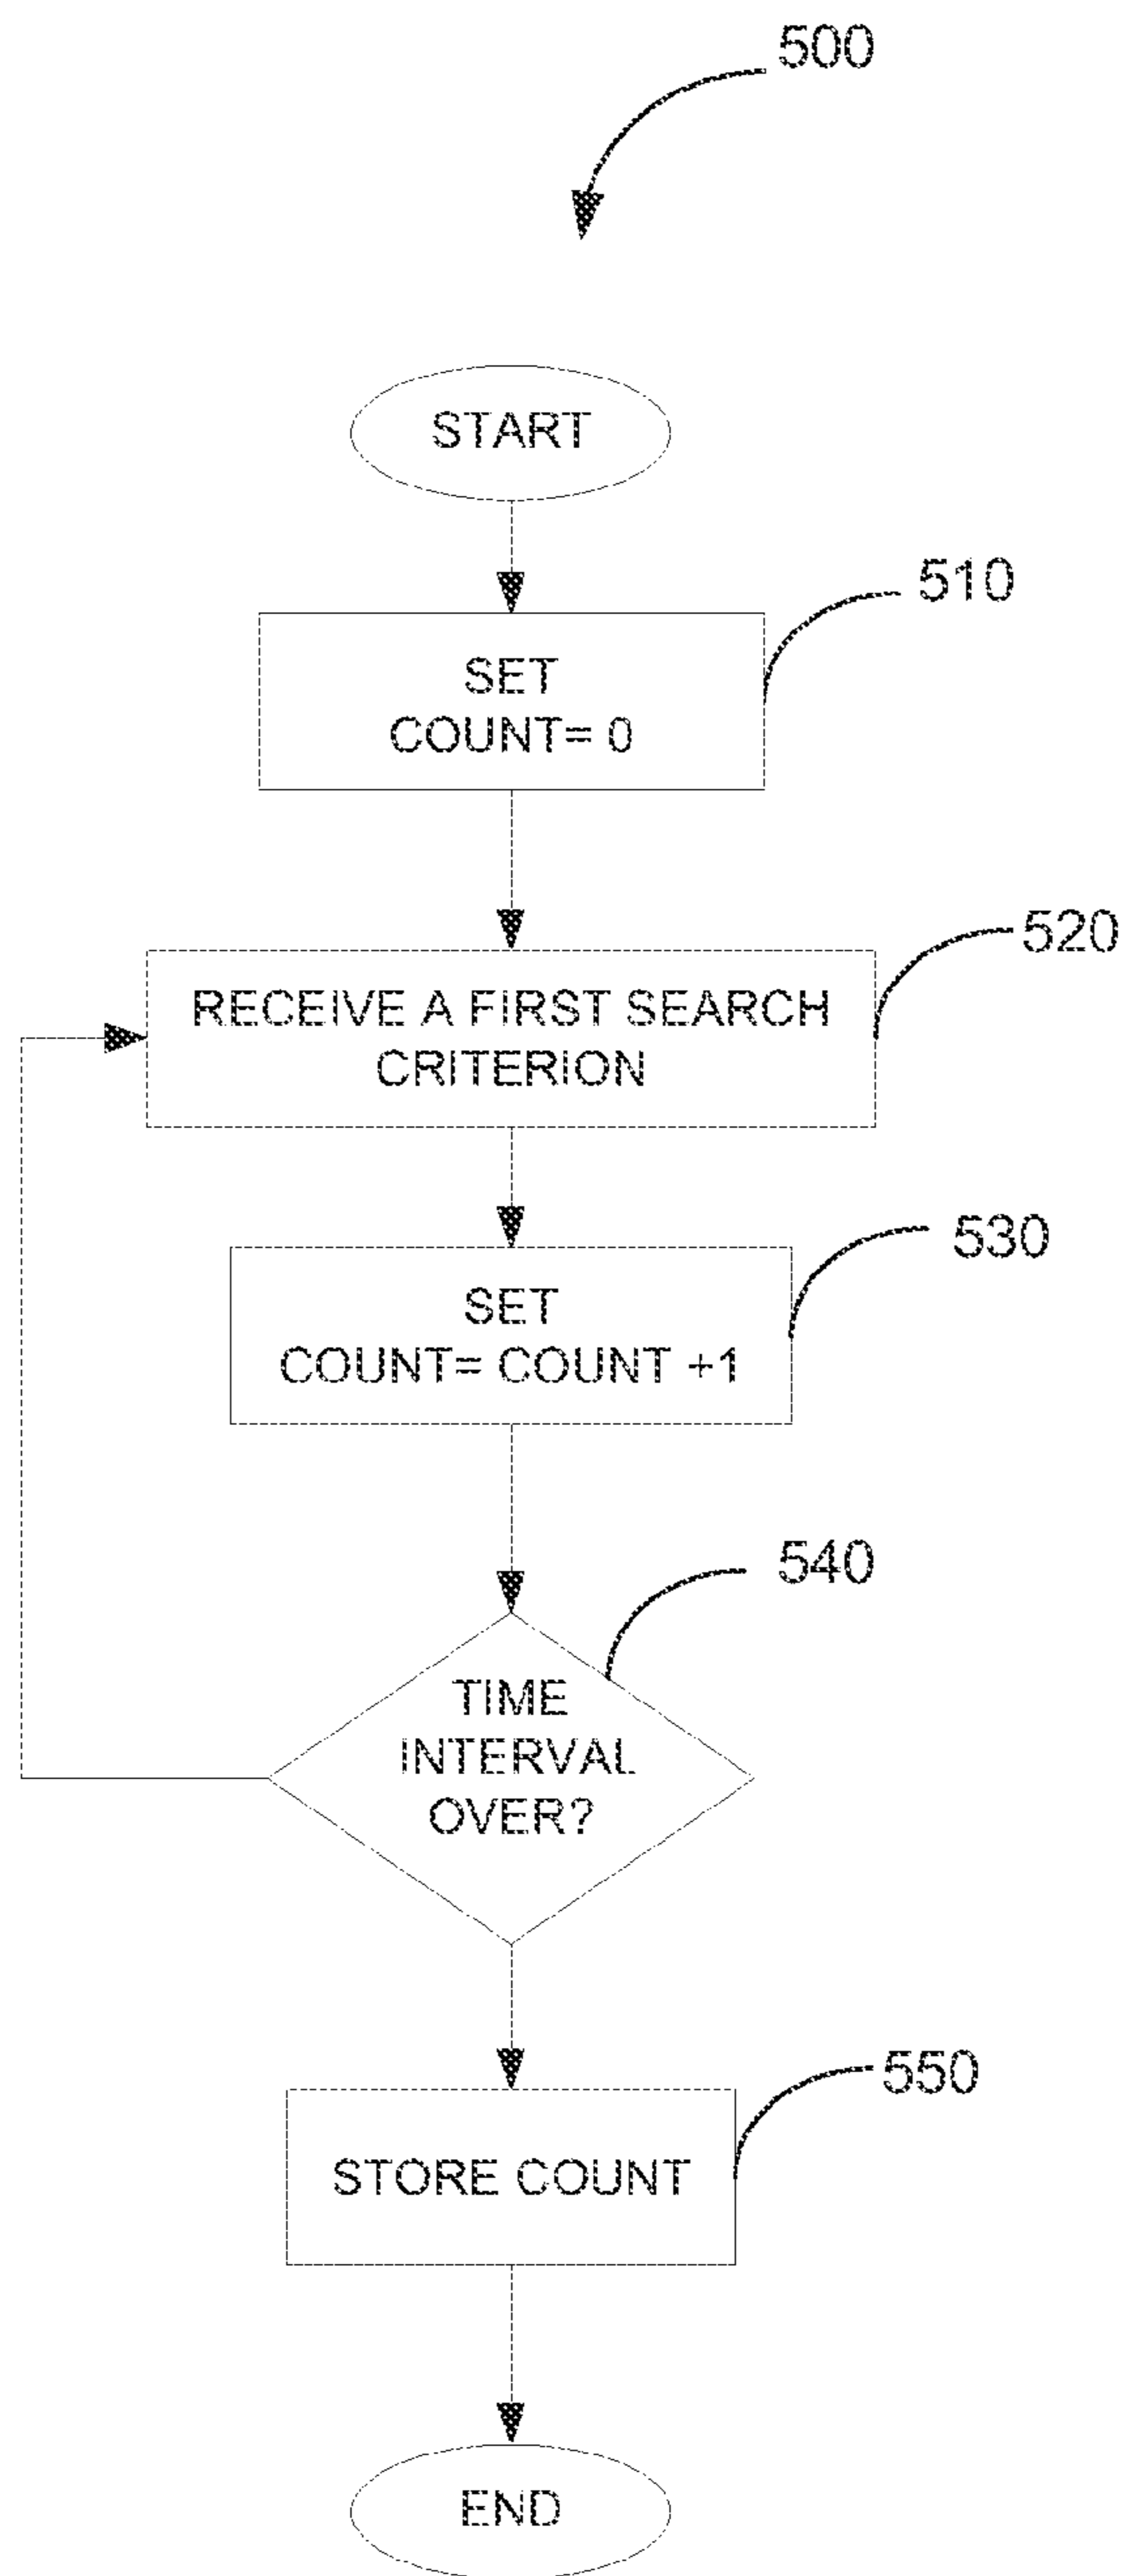 500
START
510
SET
COUNT= 0
520
RECEIVE A FIRST SEARCH
CRITERION
530
SET
COUNT= COUNT +1
540
TIME
INTERVAL
OVER?
550
STORE COUNT
END